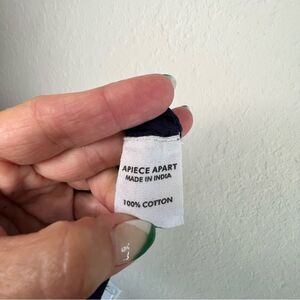 APIECE APART
MADE IN INDIA
100% COTTON